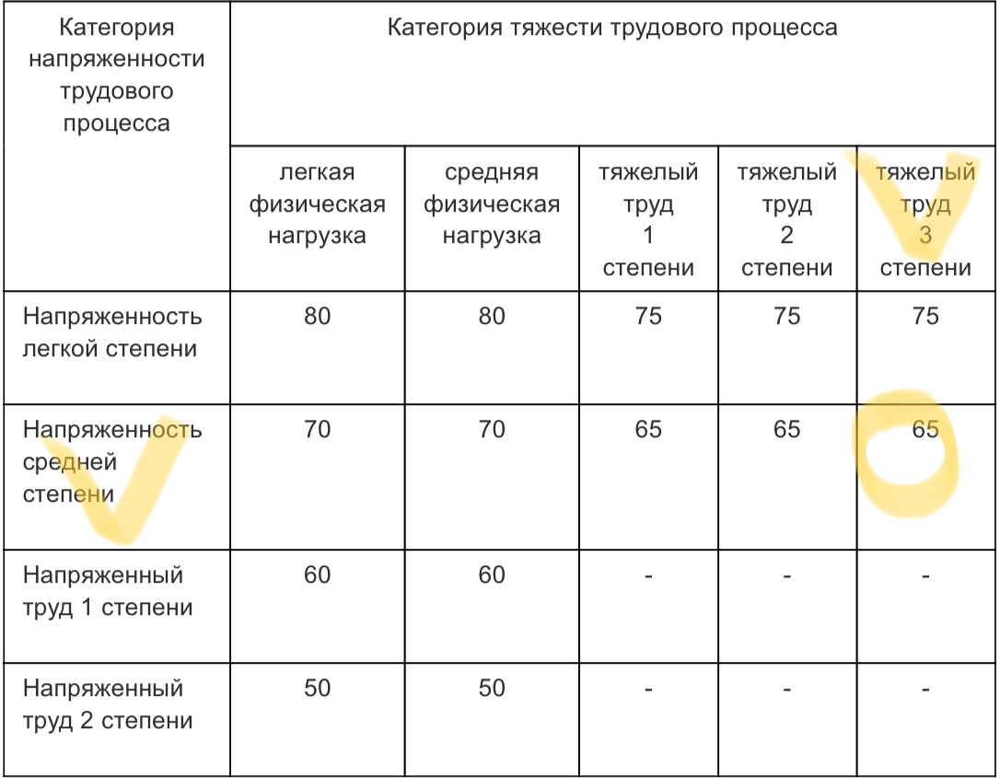 Категория
напряженности
трудового
процесса
Категория тяжести трудового процесса
легкая
физическая
нагрузка
средняя
физическая
нагрузка
тяжелый
труд
1
степени
тяжелый
труд
2
степени
тяжелый
труд
3
степени
Напряженность
легкой степени
80
80
75
75
75
Напряженность
средней
степени
70
70
65
65
65
Напряженный
труд 1 степени
60
60
-
-
-
Напряженный
труд 2 степени
50
50
-
-
-